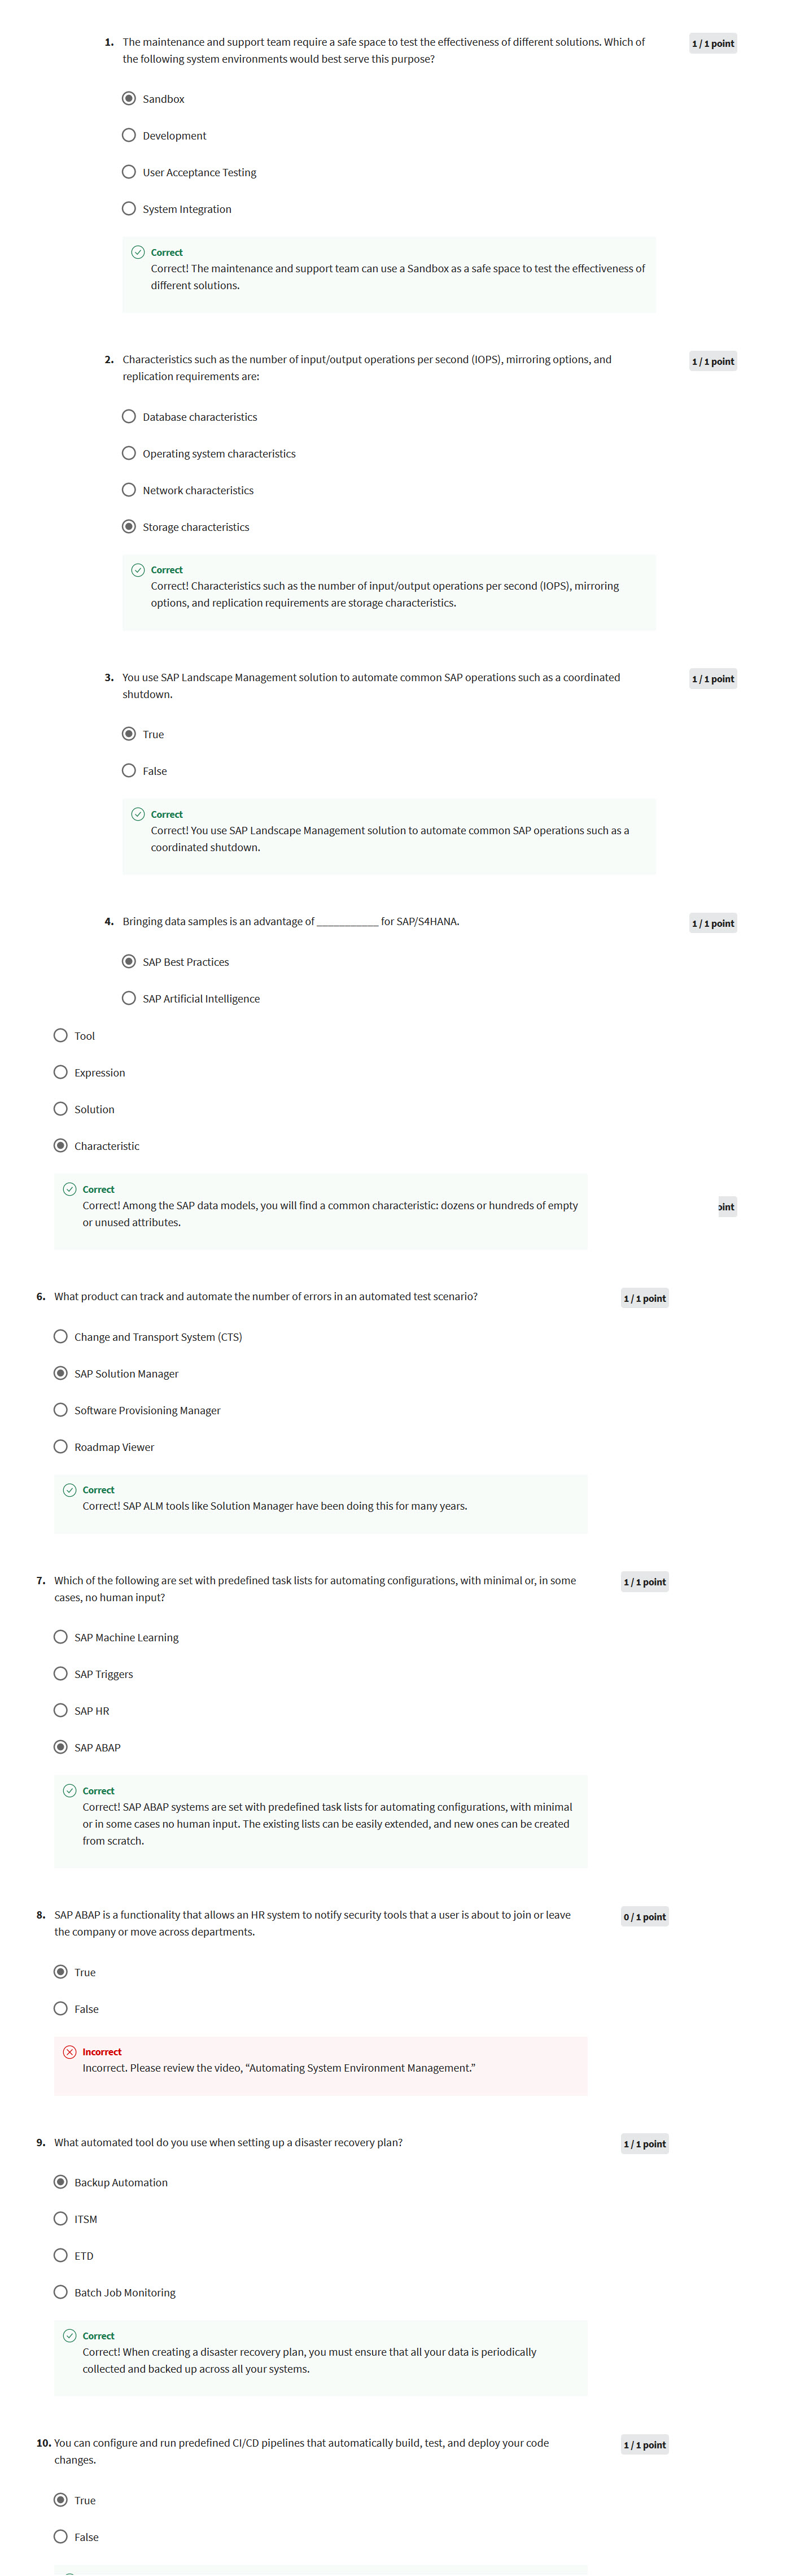 1. The maintenance and support team require a safe space to test the effectiveness of different solutions. Which of
the following system environments would best serve this purpose?
1 / 1 point
Sandbox
Development
User Acceptance Testing
System Integration
Correct
Correct! The maintenance and support team can use a Sandbox as a safe space to test the effectiveness of
different solutions.
2. Characteristics such as the number of input/output operations per second (IOPS), mirroring options, and
replication requirements are:
1 / 1 point
Database characteristics
Operating system characteristics
Network characteristics
Storage characteristics
Correct
Correct! Characteristics such as the number of input/output operations per second (IOPS), mirroring
options, and replication requirements are storage characteristics.
3. You use SAP Landscape Management solution to automate common SAP operations such as a coordinated
shutdown.
1 / 1 point
True
False
Correct
Correct! You use SAP Landscape Management solution to automate common SAP operations such as a
coordinated shutdown.
4. Bringing data samples is an advantage of ___________ for SAP/S4HANA.
1 / 1 point
SAP Best Practices
SAP Artificial Intelligence
Tool
Expression
Solution
Characteristic
Correct
Correct! Among the SAP data models, you will find a common characteristic: dozens or hundreds of empty
or unused attributes.
oint
6. What product can track and automate the number of errors in an automated test scenario?
1 / 1 point
Change and Transport System (CTS)
SAP Solution Manager
Software Provisioning Manager
Roadmap Viewer
Correct
Correct! SAP ALM tools like Solution Manager have been doing this for many years.
7. Which of the following are set with predefined task lists for automating configurations, with minimal or, in some
cases, no human input?
1 / 1 point
SAP Machine Learning
SAP Triggers
SAP HR
SAP ABAP
Correct
Correct! SAP ABAP systems are set with predefined task lists for automating configurations, with minimal
or in some cases no human input. The existing lists can be easily extended, and new ones can be created
from scratch.
8. SAP ABAP is a functionality that allows an HR system to notify security tools that a user is about to join or leave
the company or move across departments.
0 / 1 point
True
False
Incorrect
Incorrect. Please review the video, “Automating System Environment Management.”
9. What automated tool do you use when setting up a disaster recovery plan?
1 / 1 point
Backup Automation
ITSM
ETD
Batch Job Monitoring
Correct
Correct! When creating a disaster recovery plan, you must ensure that all your data is periodically
collected and backed up across all your systems.
10. You can configure and run predefined CI/CD pipelines that automatically build, test, and deploy your code
changes.
1 / 1 point
True
False